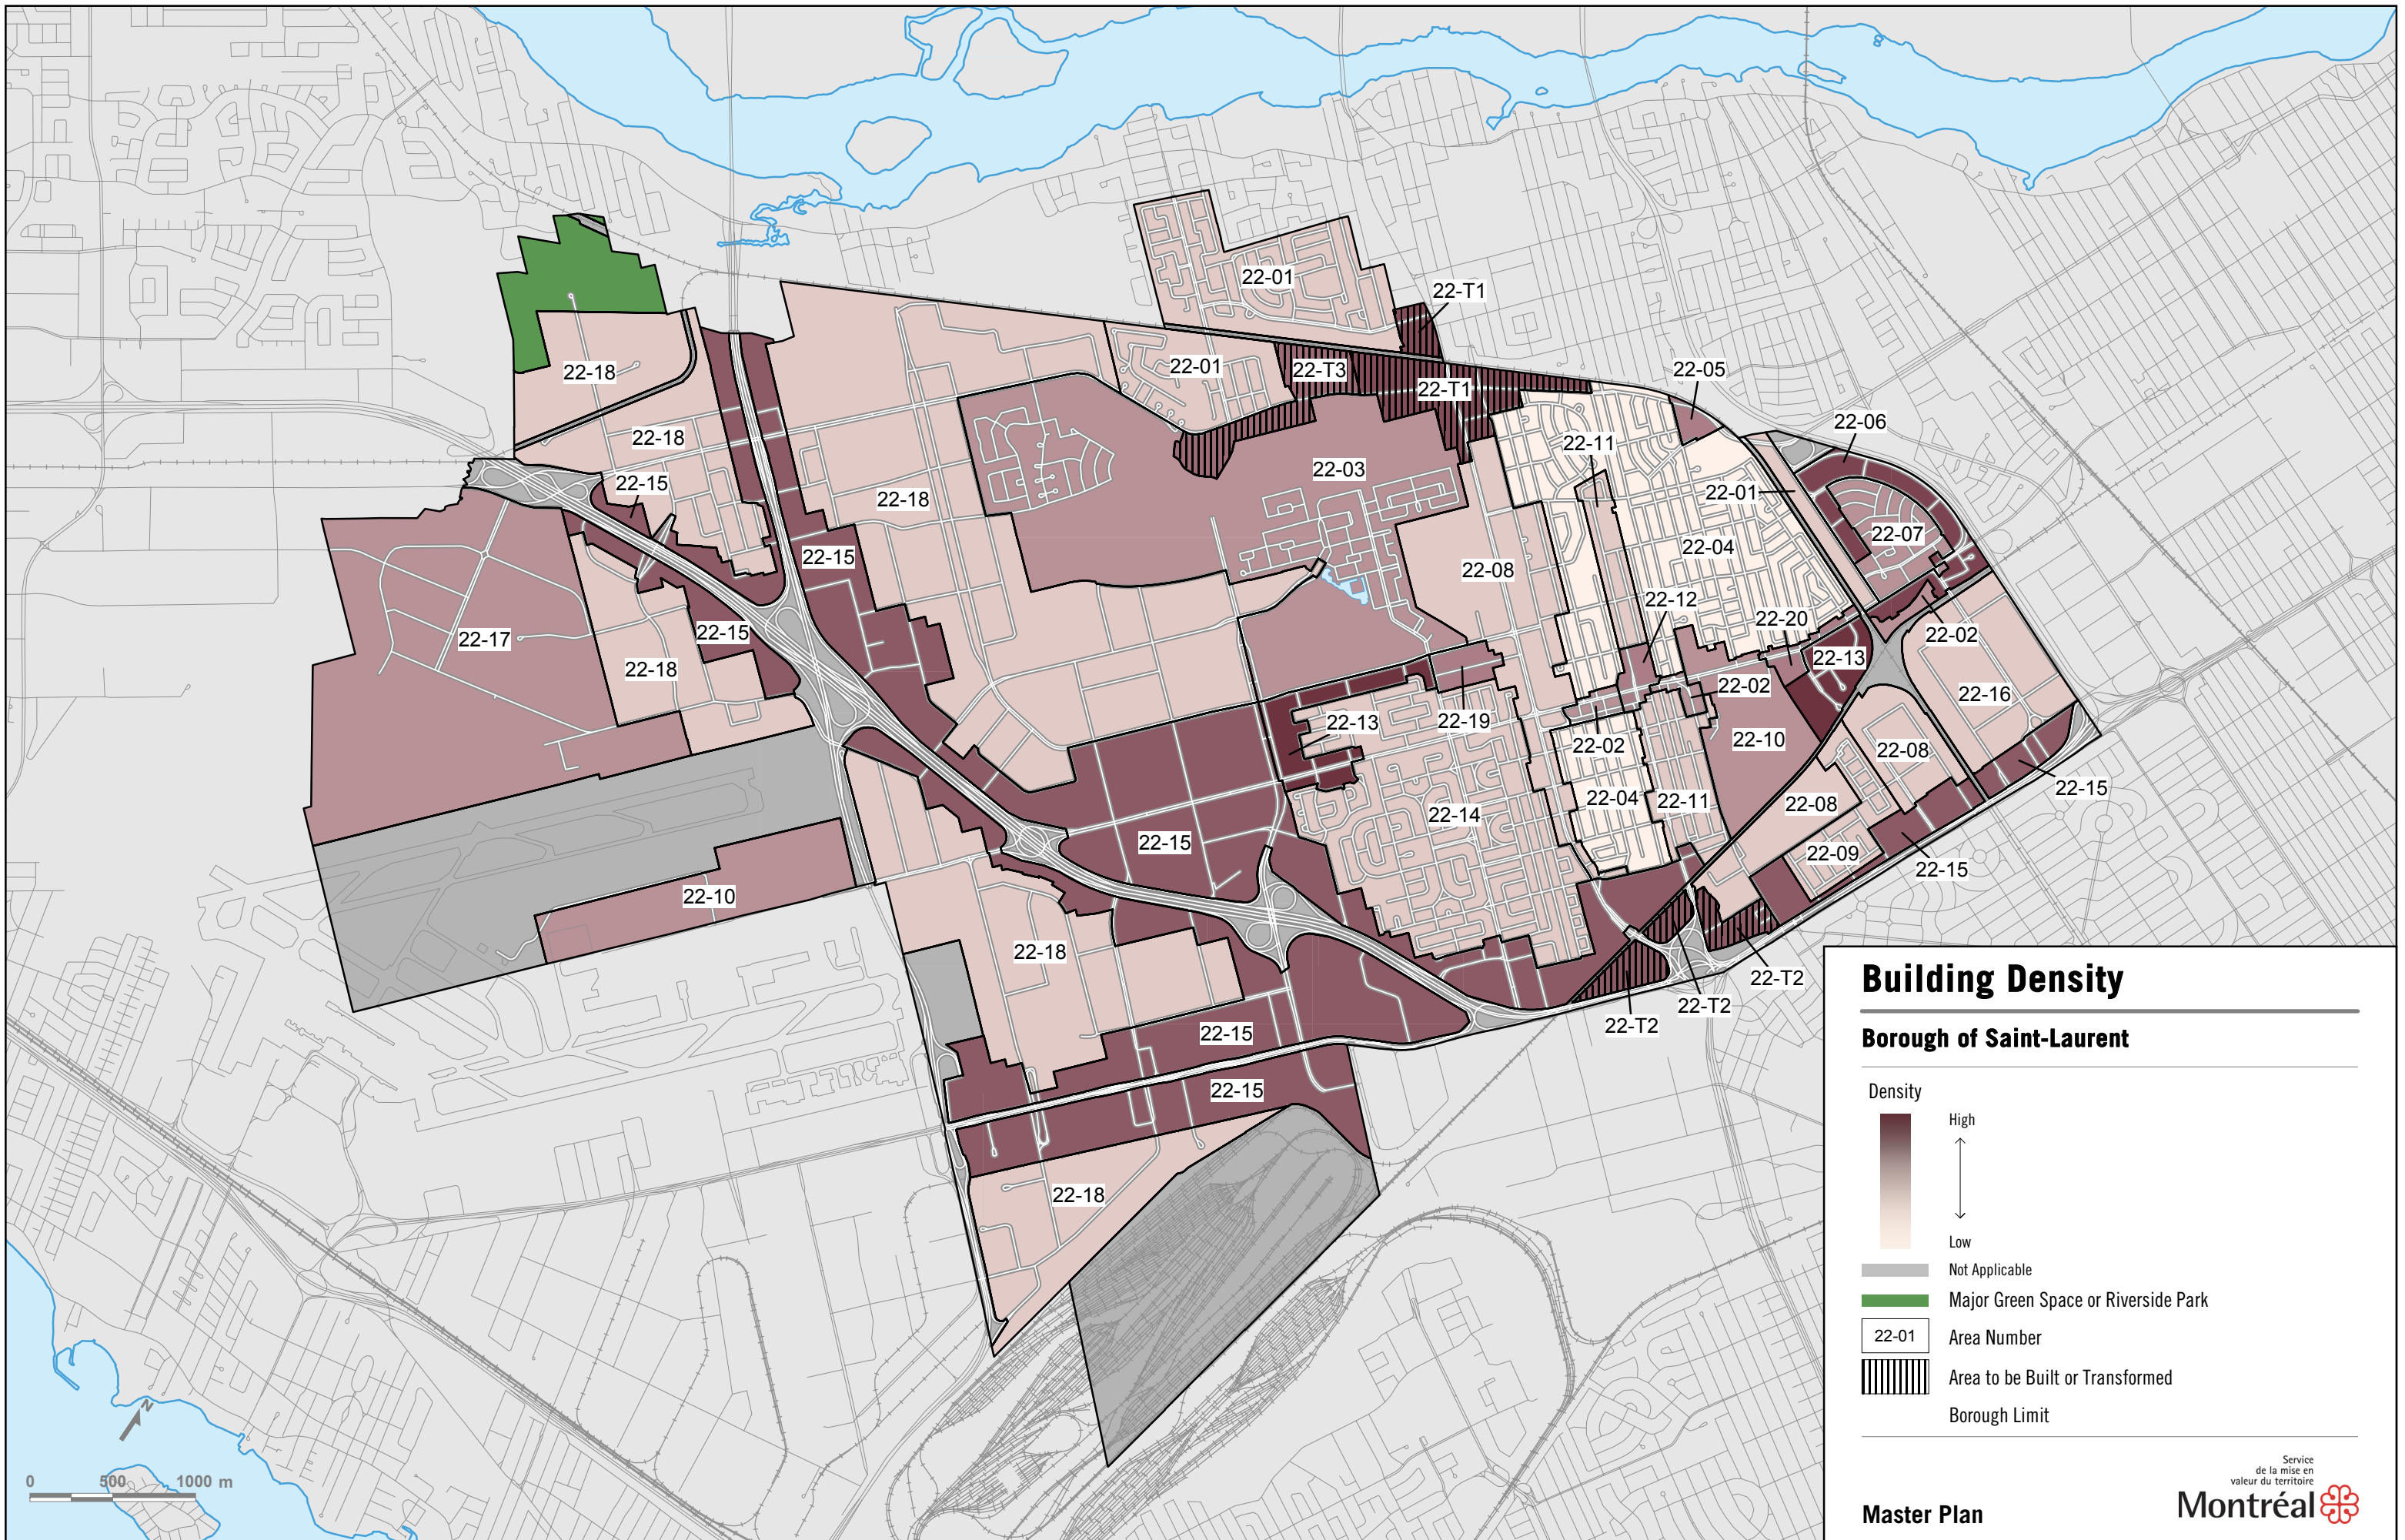 22-01
22-T1
22-01
22-T3
22-T1
22-05
22-18
22-06
22-18
22-11
22-03
22-15
22-01
22-18
22-07
22-04
22-15
22-08
22-12
22-20
22-15
22-02
22-17
22-13
22-18
22-02
22-16
22-13
22-19
22-10
22-02
22-08
22-15
22-04
22-11
22-08
22-14
22-15
22-09
22-15
22-10
22-18
22-T2
22-T2
22-T2
22-15
22-15
22-18
N
0 500 1000 m
Building Density
Borough of Saint-Laurent
Density
High
Low
Not Applicable
Major Green Space or Riverside Park
22-01 Area Number
Area to be Built or Transformed
Borough Limit
Service
de la mise en
valeur du territoire
Montréal
Master Plan